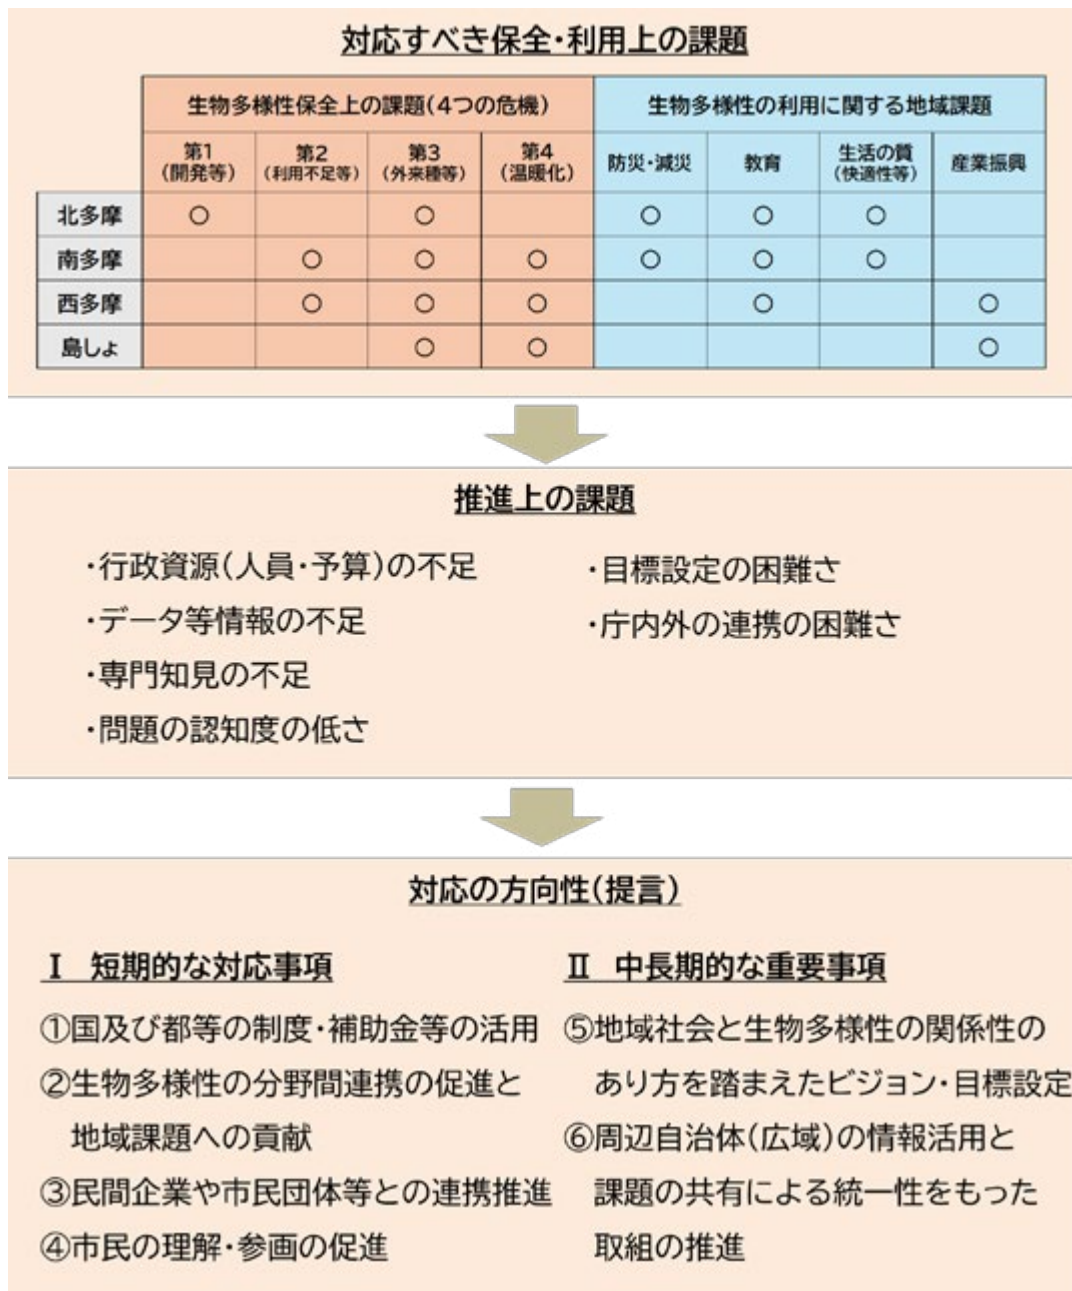 対応すべき保全・利用上の課題
生物多様性保全上の課題(4つの危機) 生物多様性の利用に関する地域課題
第1 第2 第3 第4 防災・減災 教育 生活の質 産業振興
(開発等) (利用不足等) (外来種等) (温暖化) (快適性等)
北多摩 ○ ○ ○ ○ ○
南多摩 ○ ○ ○ ○ ○ ○
西多摩 ○ ○ ○ ○ ○
島しょ ○ ○ ○
推進上の課題
・行政資源(人員・予算)の不足
・データ等情報の不足
・専門知見の不足
・問題の認知度の低さ
・目標設定の困難さ
・庁内外の連携の困難さ
対応の方向性(提言)
Ⅰ 短期的な対応事項
①国及び都等の制度・補助金等の活用
②生物多様性の分野間連携の促進と
地域課題への貢献
③民間企業や市民団体等との連携推進
④市民の理解・参画の促進
Ⅱ 中長期的な重要事項
⑤地域社会と生物多様性の関係性の
あり方を踏まえたビジョン・目標設定
⑥周辺自治体(広域)の情報活用と
課題の共有による統一性をもった
取組の推進